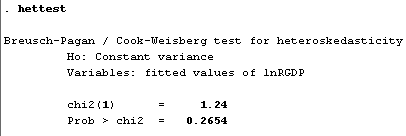 . hettest
Breusch-Pagan / Cook-Weisberg test for heteroskedasticity
Ho: Constant variance
Variables: fitted values of lnRGDP
chi2(1) = 1.24
Prob > chi2 = 0.2654